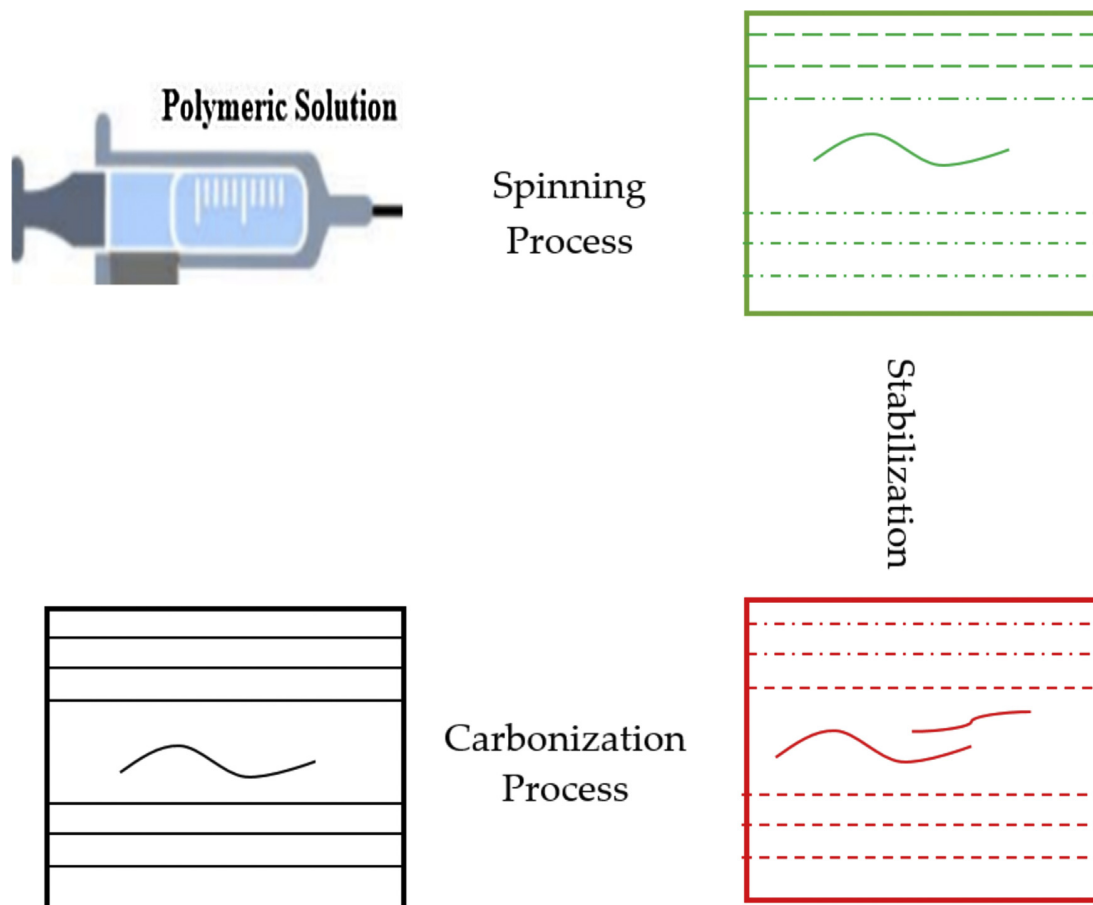 Polymeric Solution
Spinning
Process
Stabilization
Carbonization
Process